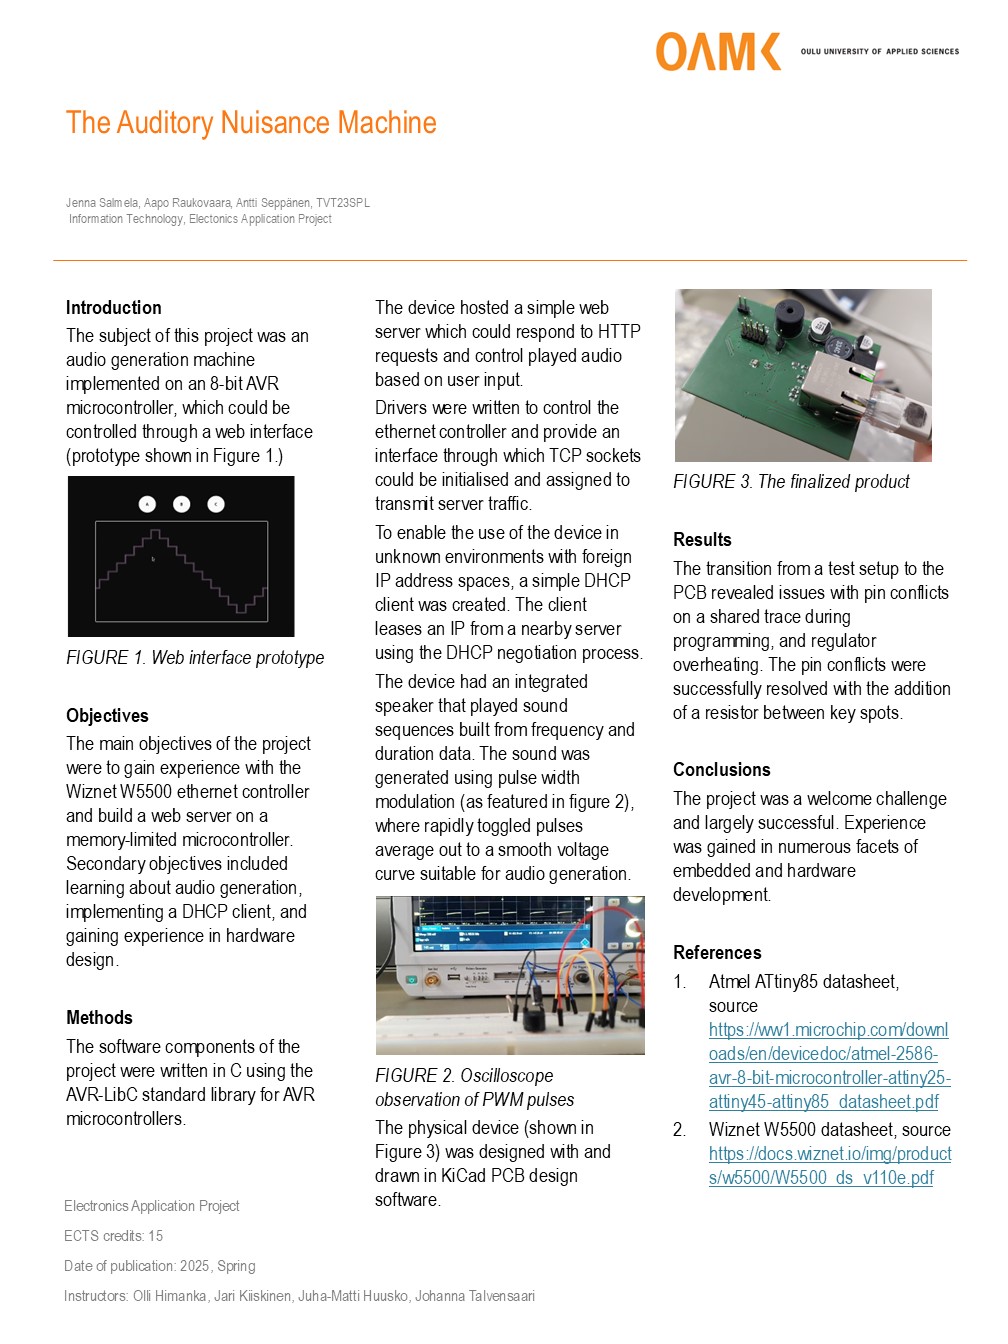 OAMK
OULU UNIVERSITY OF APPLIED SCIENCES
The Auditory Nuisance Machine
Jenna Salmela, Aapo Raukovaara, Antti Seppänen, TVT23SPL
Information Technology, Electonics Application Project
Introduction
The subject of this project was an
audio generation machine
implemented on an 8-bit AVR
microcontroller, which could be
controlled through a web interface
(prototype shown in Figure 1.)
A B C
FIGURE 1. Web interface prototype
Objectives
The main objectives of the project
were to gain experience with the
Wiznet W5500 ethernet controller
and build a web server on a
memory-limited microcontroller.
Secondary objectives included
learning about audio generation,
implementing a DHCP client, and
gaining experience in hardware
design.
Methods
The software components of the
project were written in C using the
AVR-LibC standard library for AVR
microcontrollers.
The device hosted a simple web
server which could respond to HTTP
requests and control played audio
based on user input.
Drivers were written to control the
ethernet controller and provide an
interface through which TCP sockets
could be initialised and assigned to
transmit server traffic.
To enable the use of the device in
unknown environments with foreign
IP address spaces, a simple DHCP
client was created. The client
leases an IP from a nearby server
using the DHCP negotiation process.
The device had an integrated
speaker that played sound
sequences built from frequency and
duration data. The sound was
generated using pulse width
modulation (as featured in figure 2),
where rapidly toggled pulses
average out to a smooth voltage
curve suitable for audio generation.
FIGURE 2. Oscilloscope
observation of PWM pulses
The physical device (shown in
Figure 3) was designed with and
drawn in KiCad PCB design
software.
FIGURE 3. The finalized product
Results
The transition from a test setup to the
PCB revealed issues with pin conflicts
on a shared trace during
programming, and regulator
overheating. The pin conflicts were
successfully resolved with the addition
of a resistor between key spots.
Conclusions
The project was a welcome challenge
and largely successful. Experience
was gained in numerous facets of
embedded and hardware
development.
References
1. Atmel ATtiny85 datasheet,
source
https://ww1.microchip.com/downl
oads/en/devicedoc/atmel-2586-
avr-8-bit-microcontroller-attiny25-
attiny45-attiny85_datasheet.pdf
2. Wiznet W5500 datasheet, source
https://docs.wiznet.io/img/product
s/w5500/W5500_ds_v110e.pdf
Electronics Application Project
ECTS credits: 15
Date of publication: 2025, Spring
Instructors: Olli Himanka, Jari Kiiskinen, Juha-Matti Huusko, Johanna Talvensaari